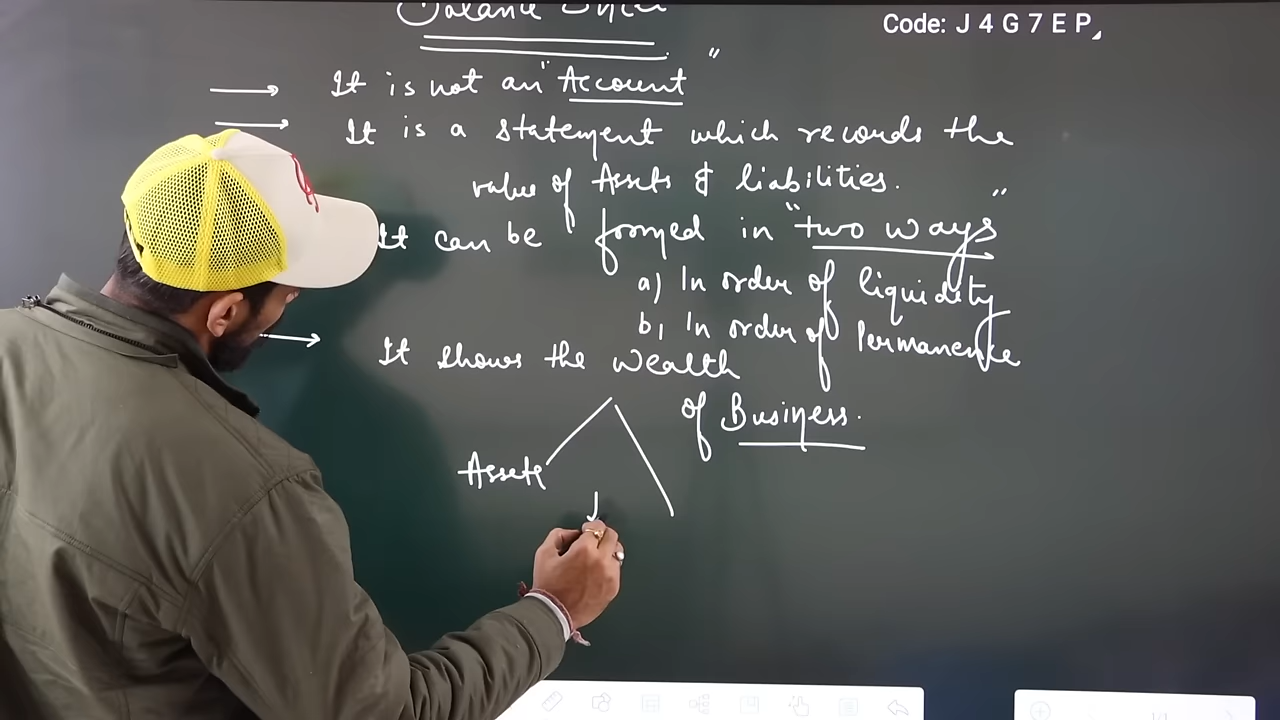 Balance Sheet
Code: J 4 G 7 E P
It is not an "Account"
It is a statement which records the
value of Assets & liabilities.
It can be formed in "two ways"
a) In order of liquidity
b) In order of Permanence
It shows the wealth
of Business.
Assets